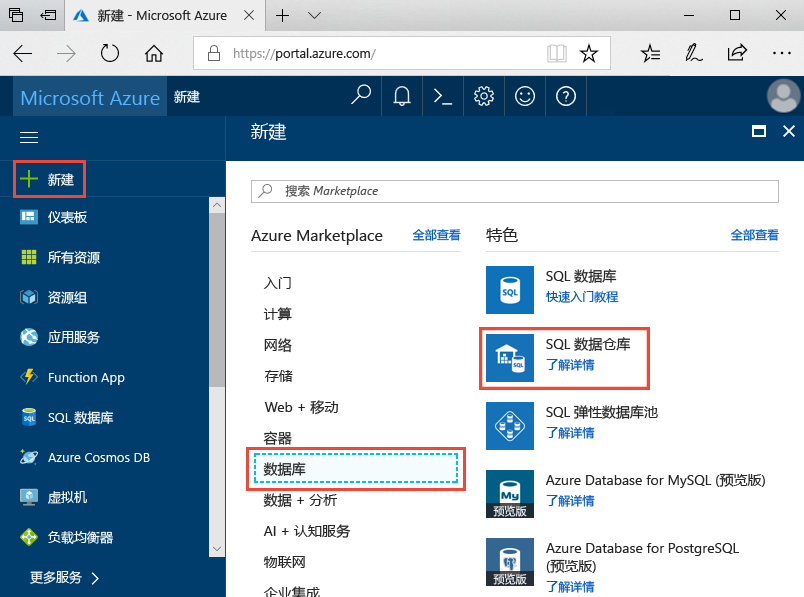 新建 - Microsoft Azure
https://portal.azure.com/
Microsoft Azure 新建
新建
新建
仪表板
所有资源
资源组
应用服务
Function App
SQL 数据库
Azure Cosmos DB
虚拟机
负载均衡器
更多服务
搜索 Marketplace
Azure Marketplace 全部查看
入门
计算
网络
存储
Web + 移动
容器
数据库
数据 + 分析
AI + 认知服务
物联网
企业集成
特色 全部查看
SQL
SQL 数据库
快速入门教程
SQL
SQL 数据仓库
了解详情
SQL 弹性数据库池
了解详情
My
预览版
Azure Database for MySQL (预览版)
了解详情
预览版
Azure Database for PostgreSQL
(预览版)
了解详情